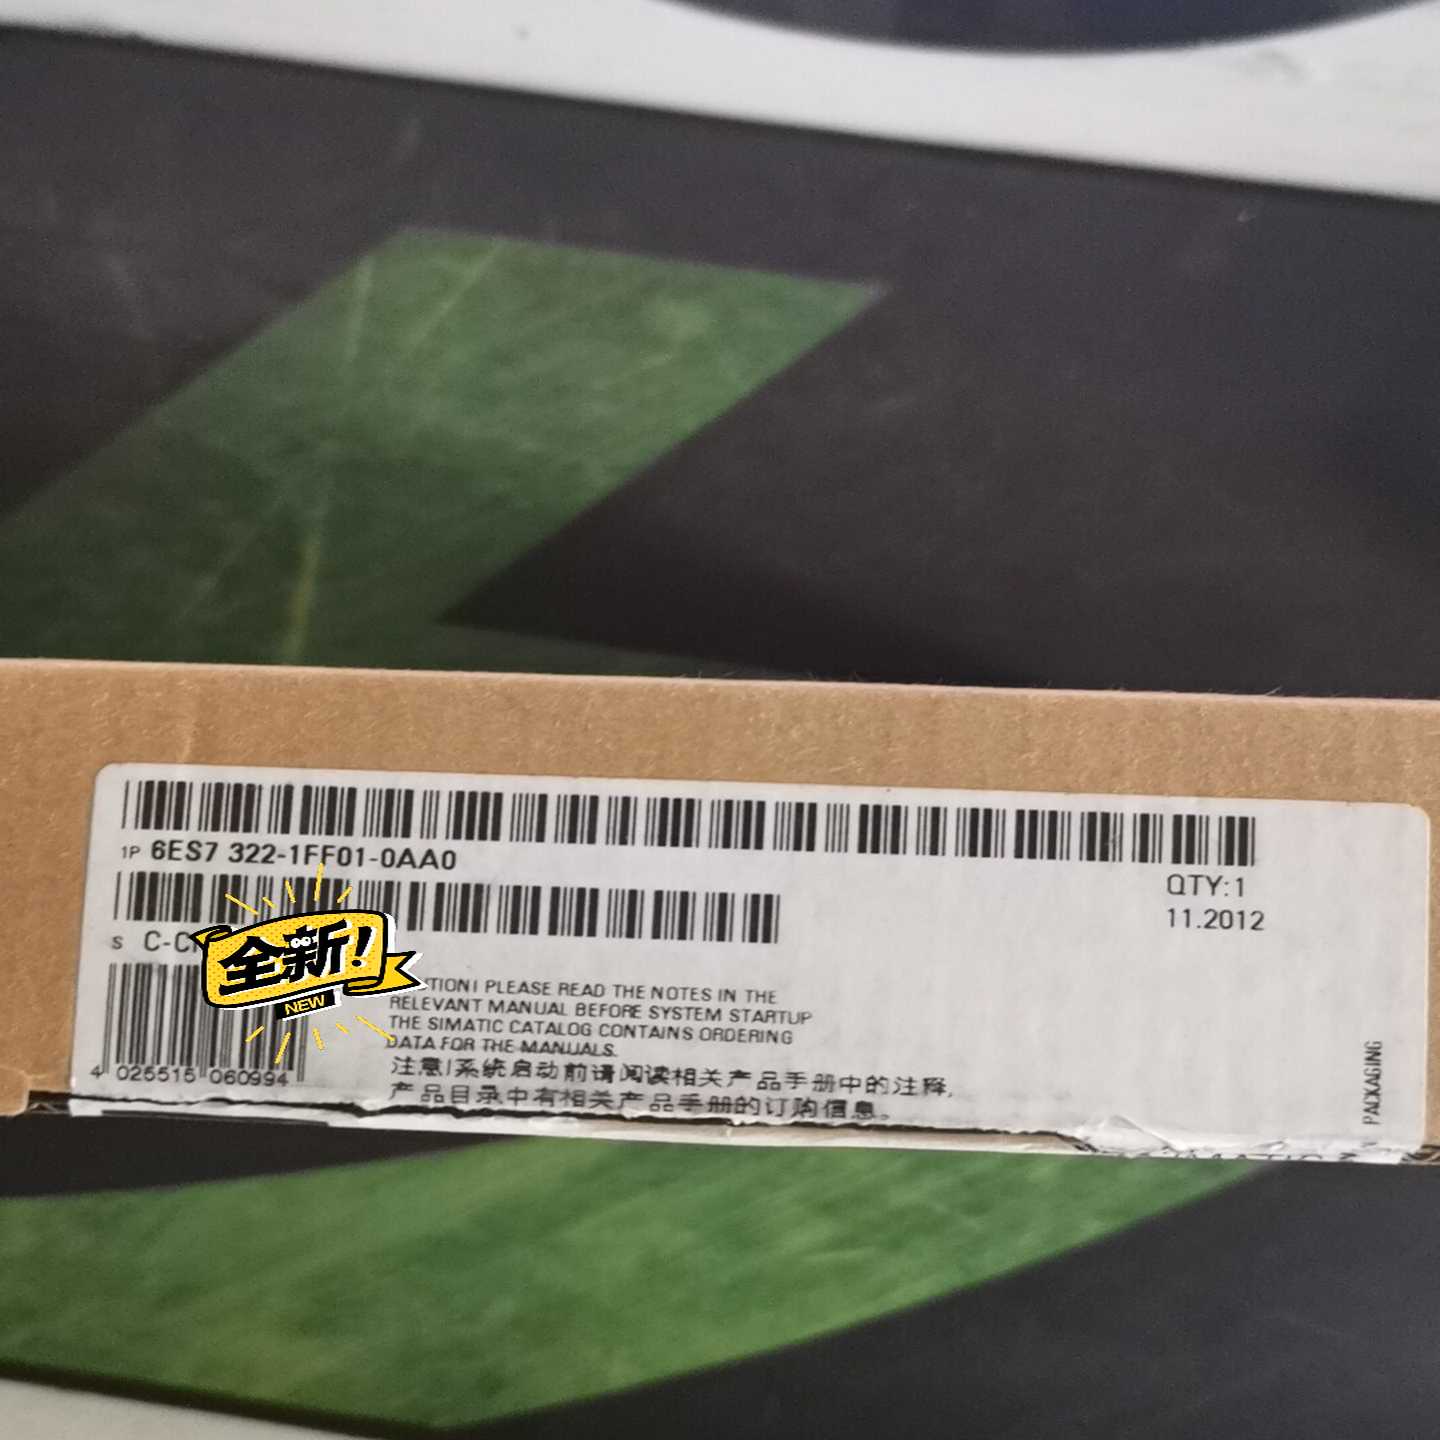 1P 6ES7 322-1FF01-0AA0
QTY:1
11.2012
S C-C
全新!
NEW
TION! PLEASE READ THE NOTES IN THE
RELEVANT MANUAL BEFORE SYSTEM STARTUP
THE SIMATIC CATALOG CONTAINS ORDERING
DATA FOR THE MANUALS.
注意!系统启动前请阅读相关产品手册中的注释,
产品目录中有相关产品手册的订购信息。
4 025515 060994
PACKAGING